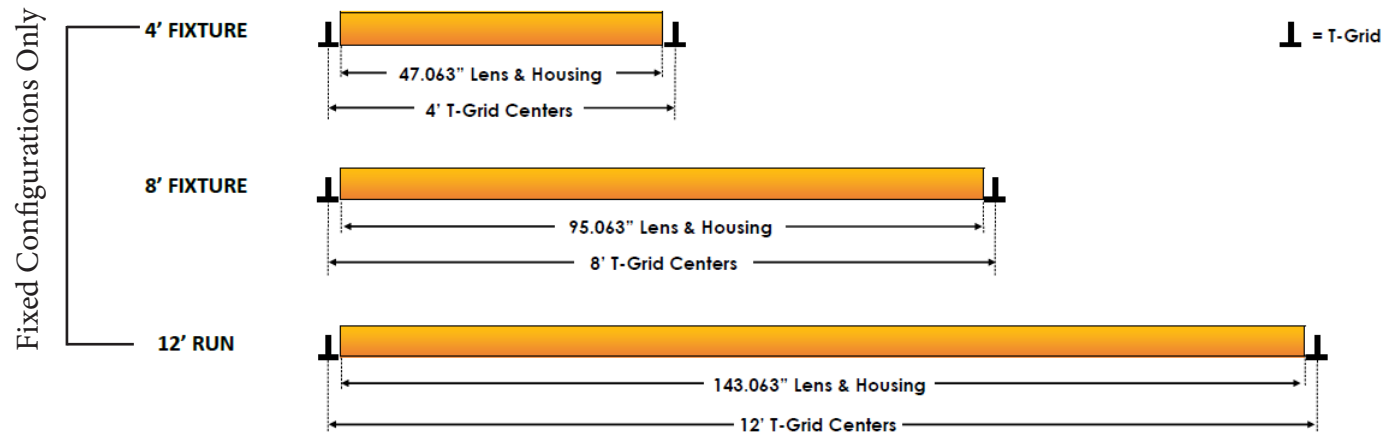 Fixed Configurations Only
4’ FIXTURE
= T-Grid
47.063” Lens & Housing
4’ T-Grid Centers
8’ FIXTURE
95.063” Lens & Housing
8’ T-Grid Centers
12’ RUN
143.063” Lens & Housing
12’ T-Grid Centers